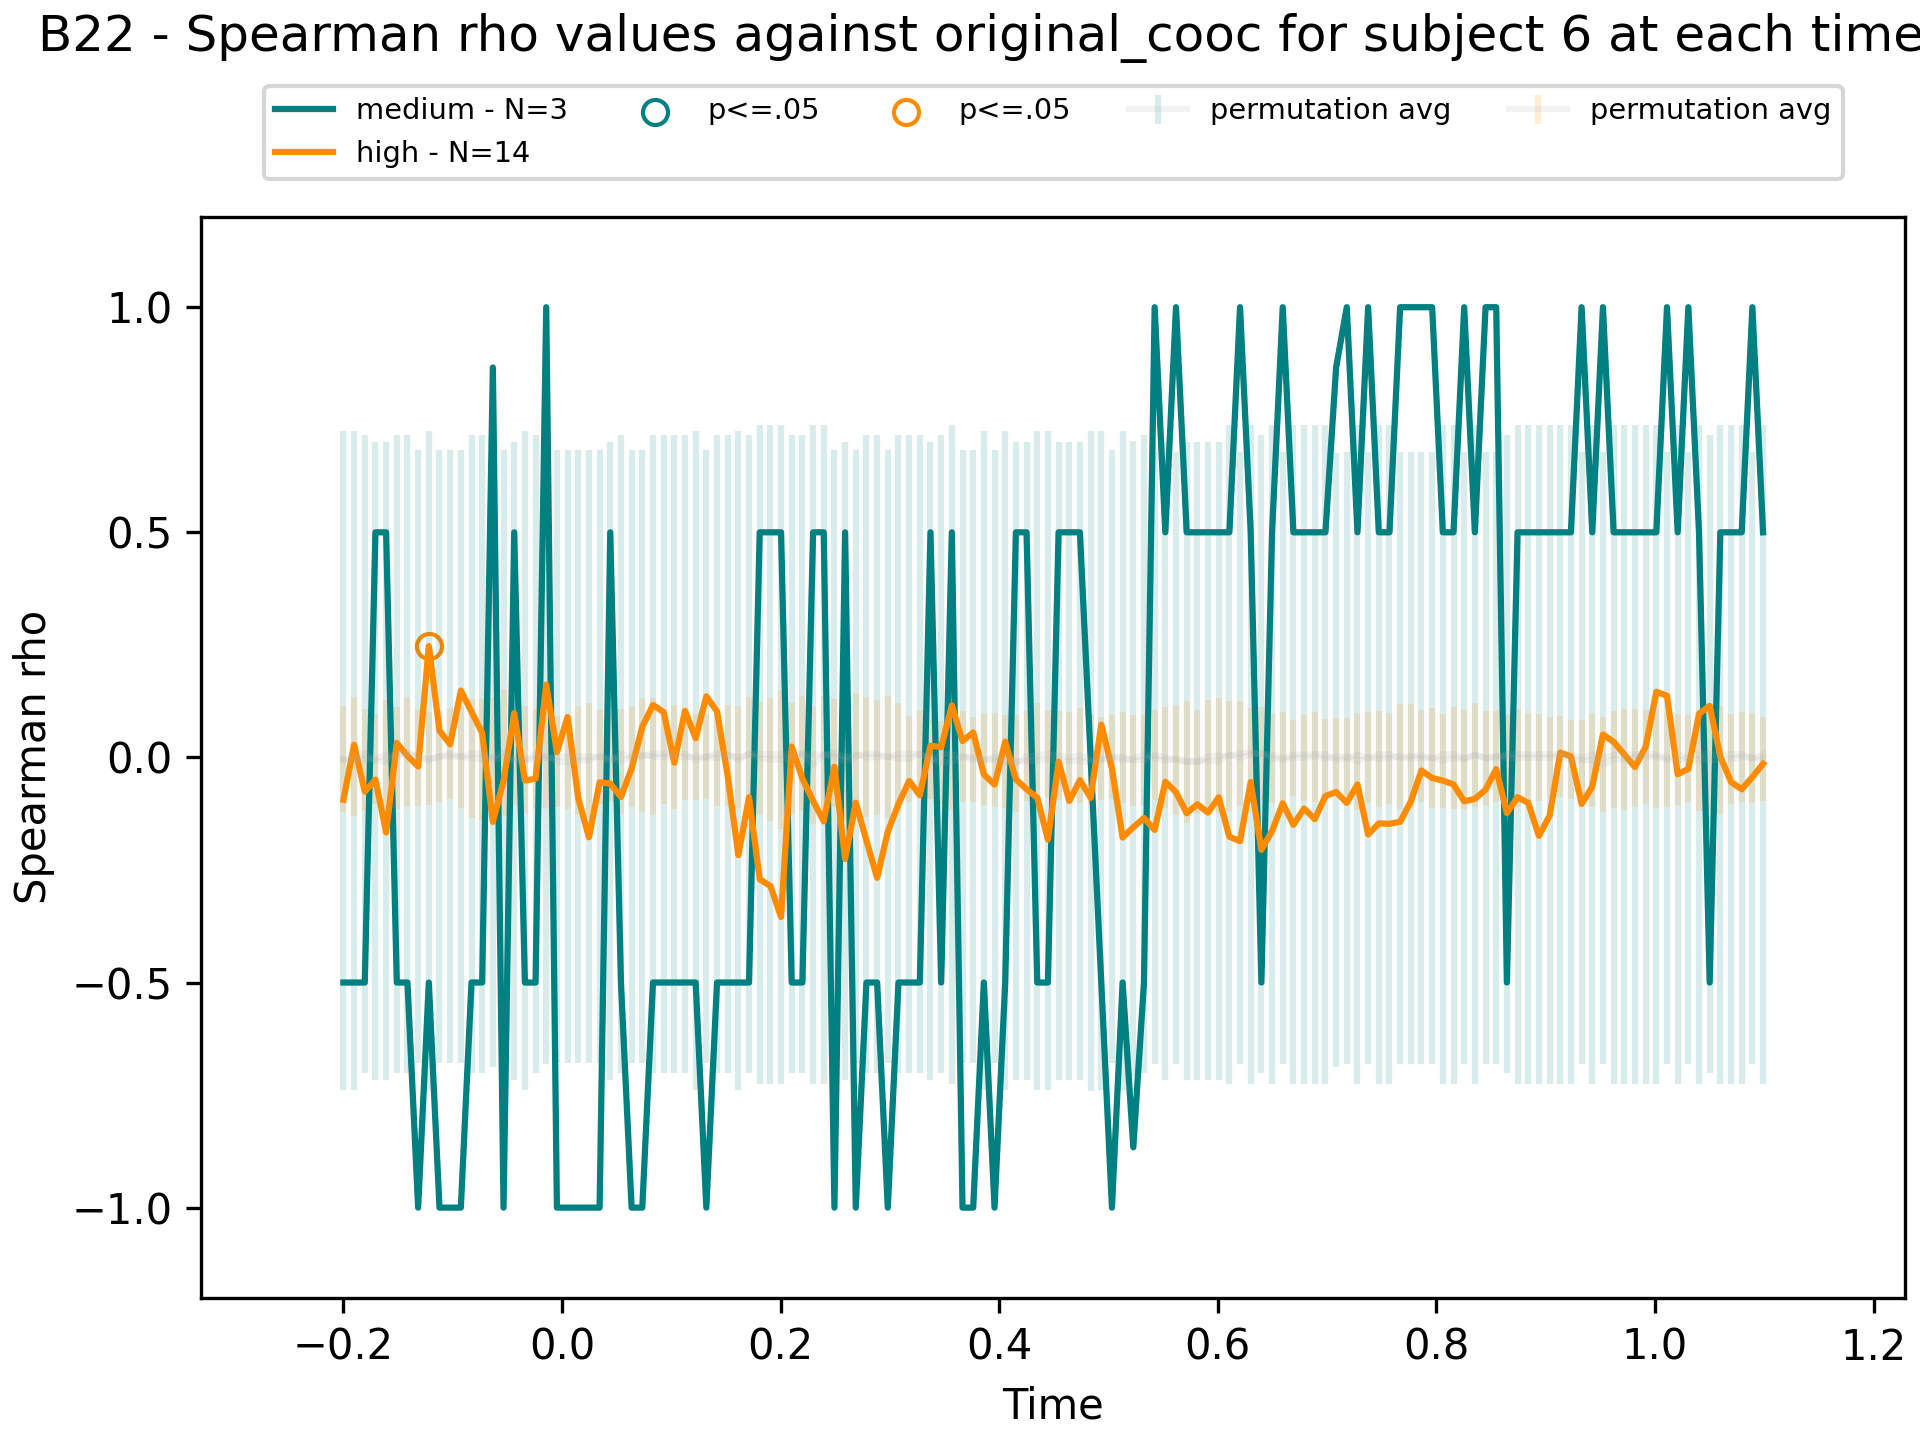 B22 - Spearman rho values against original_cooc for subject 6 at each time
medium - N=3
high - N=14
p<=.05
p<=.05
permutation avg
permutation avg
Spearman rho
1.0
0.5
0.0
−0.5
−1.0
−0.2 0.0 0.2 0.4 0.6 0.8 1.0 1.2
Time